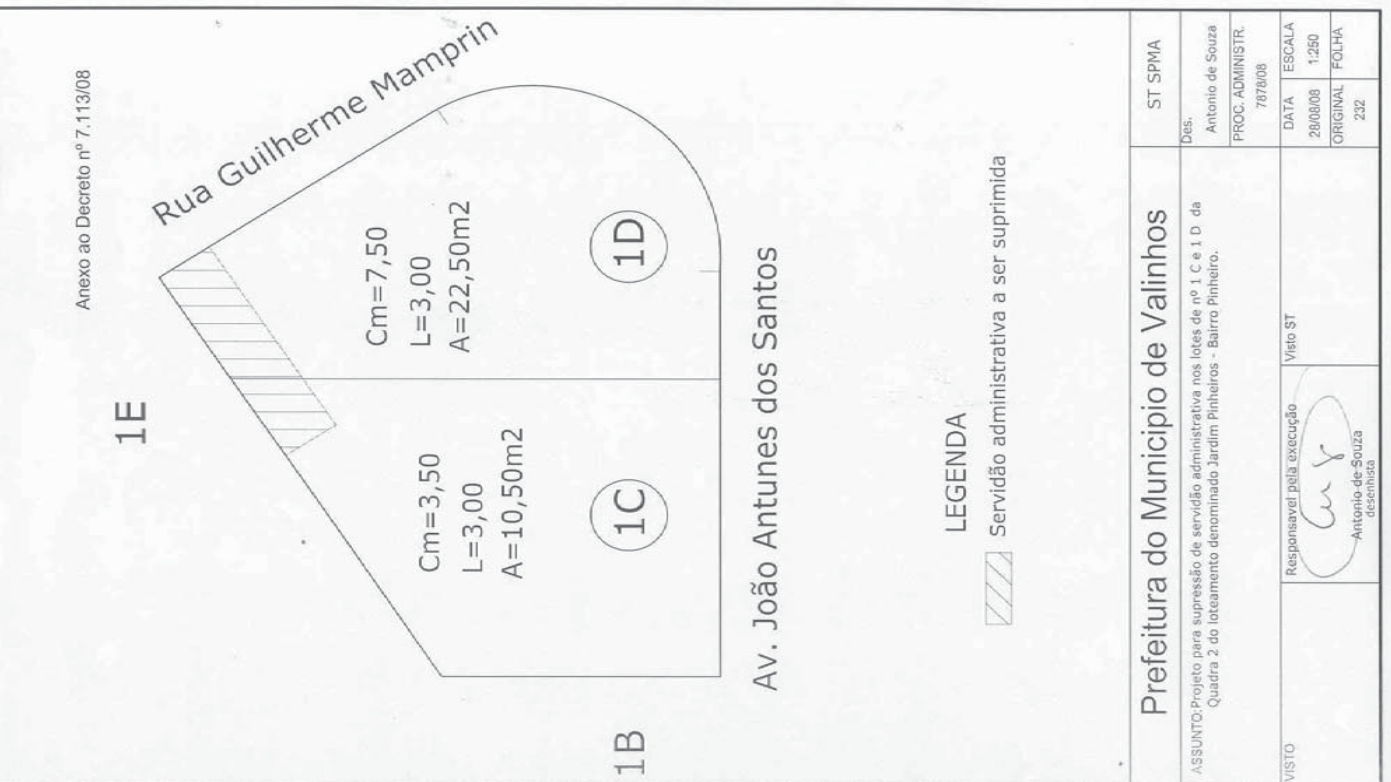 Anexo ao Decreto nº 7.113/08
1E
Rua Guilherme Mamprin
Cm=3,50
L=3,00
A=10,50m2
1C
Cm=7,50
L=3,00
A=22,50m2
1D
1B
Av. João Antunes dos Santos
LEGENDA
Servidão administrativa a ser suprimida
Prefeitura do Municipio de Valinhos
ST SPMA
ASSUNTO:Projeto para supressão de servidão administrativa nos lotes de nº 1 C e 1 D da
Quadra 2 do loteamento denominado Jardim Pinheiros - Bairro Pinheiro.
Des.
Antonio de Souza
PROC. ADMINISTR.
7878/08
VISTO
Responsavel pela execução
Antonio de Souza
desenhista
Visto ST
DATA
28/08/08
ESCALA
1:250
ORIGINAL
232
FOLHA